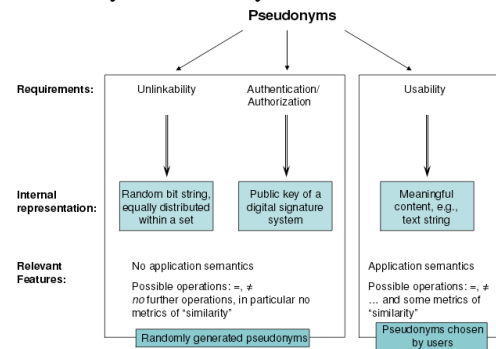 Pseudonyms
Requirements:
Unlinkability
Authentication/
Authorization
Usability
Internal
representation:
Random bit string,
equally distributed
within a set
Public key of a
digital signature
system
Meaningful
content, e.g.,
text string
Relevant
Features:
No application semantics
Possible operations: =, ≠
no further operations, in particular no
metrics of "similarity"
Application semantics
Possible operations: =, ≠
… and some metrics of
"similarity"
Randomly generated pseudonyms
Pseudonyms chosen
by users